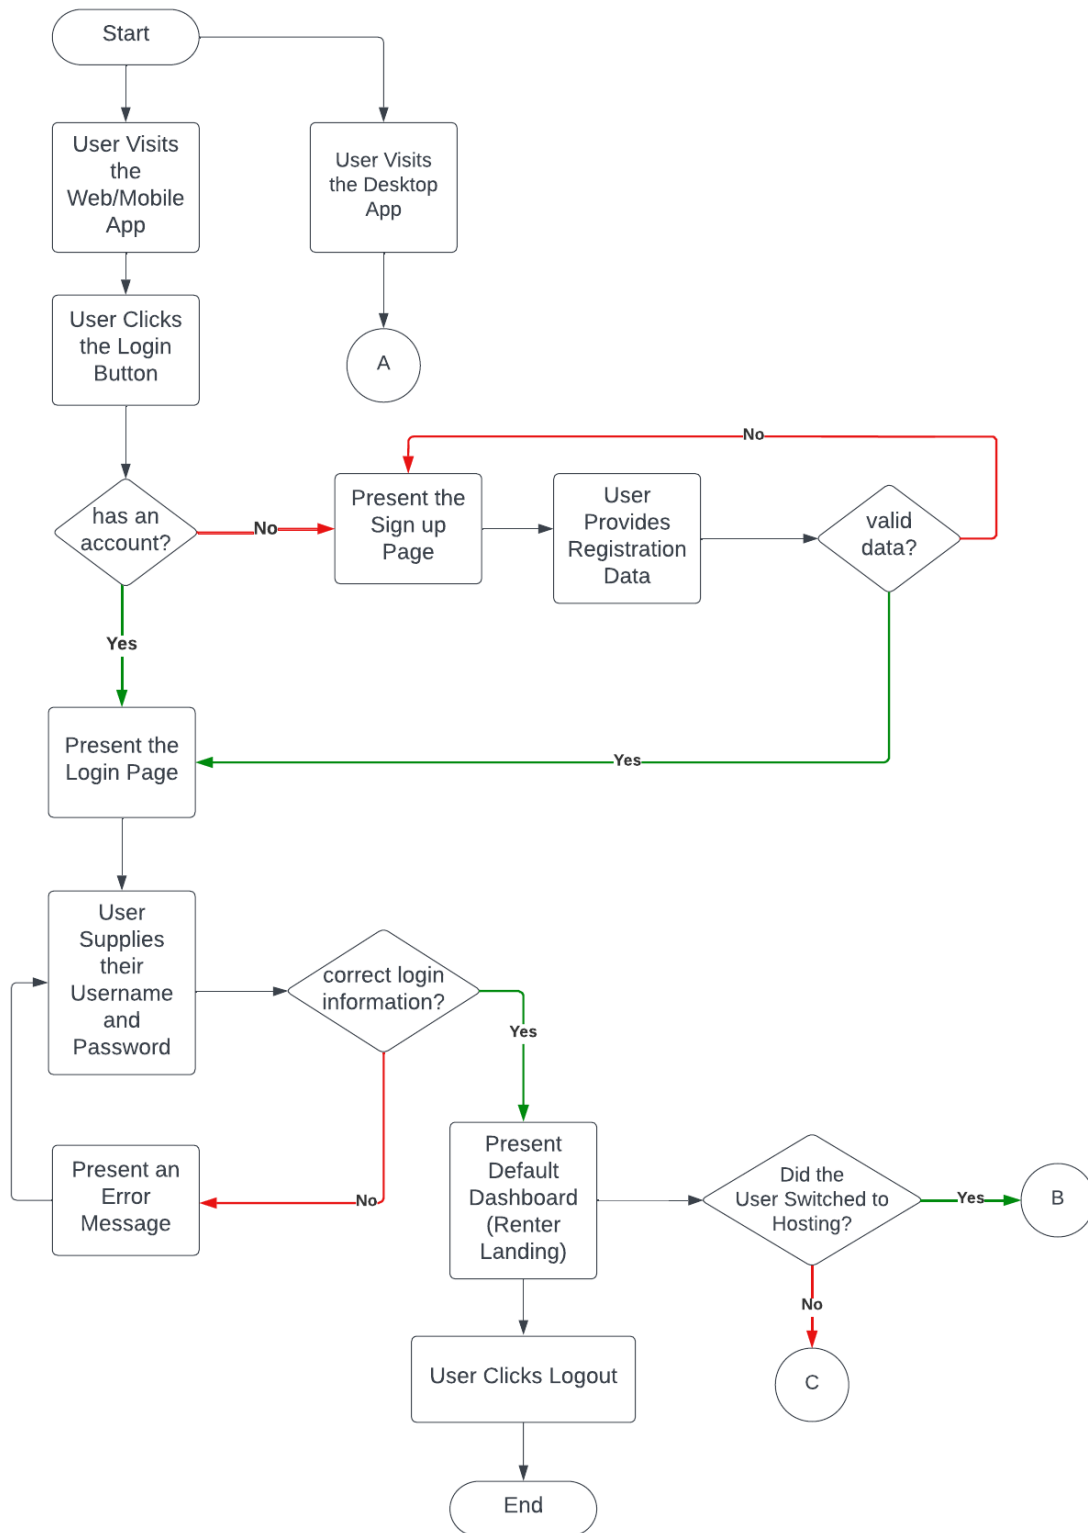 Start
User Visits
the
Web/Mobile
App
User Visits
the Desktop
App
User Clicks
the Login
Button
A
No
has an
account?
No
Present the
Sign up
Page
User
Provides
Registration
Data
valid
data?
Yes
Present the
Login Page
Yes
User
Supplies
their
Username
and
Password
correct login
information?
Yes
Present an
Error
Message
No
Present
Default
Dashboard
(Renter
Landing)
Did the
User Switched to
Hosting?
Yes
B
No
C
User Clicks Logout
End